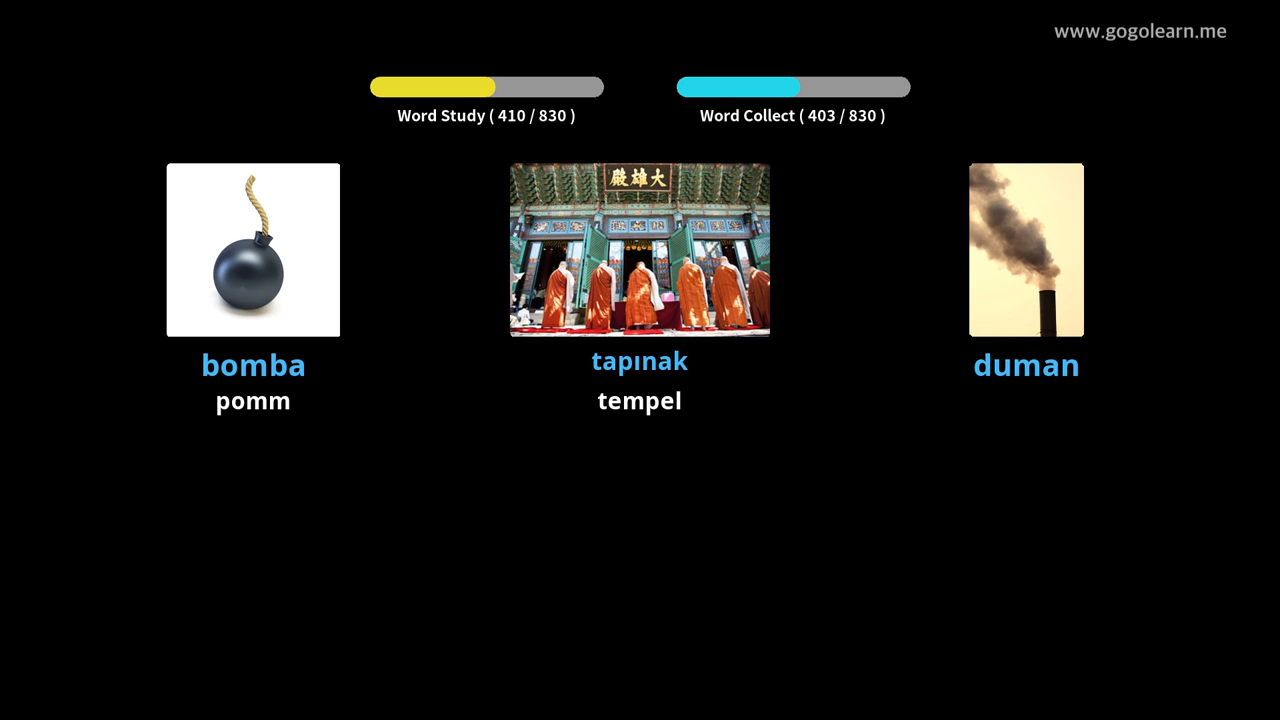 www.gogolearn.me
Word Study ( 410 / 830 )
Word Collect ( 403 / 830 )
殿雄大
bomba
tapınak
duman
pomm
tempel